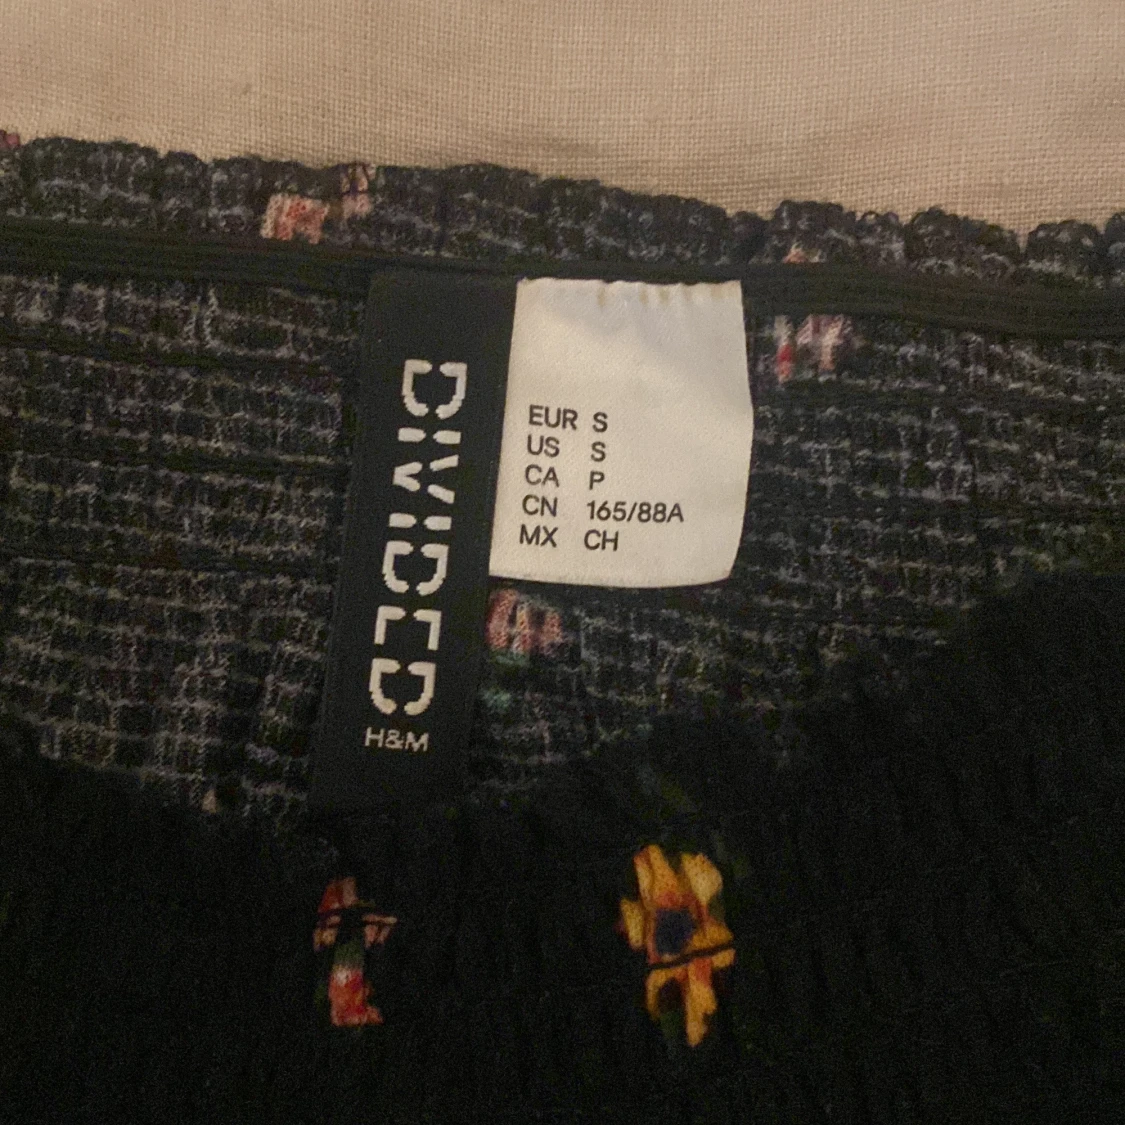 DIVIDED
H&M
EUR S
US S
CA P
CN 165/88A
MX CH